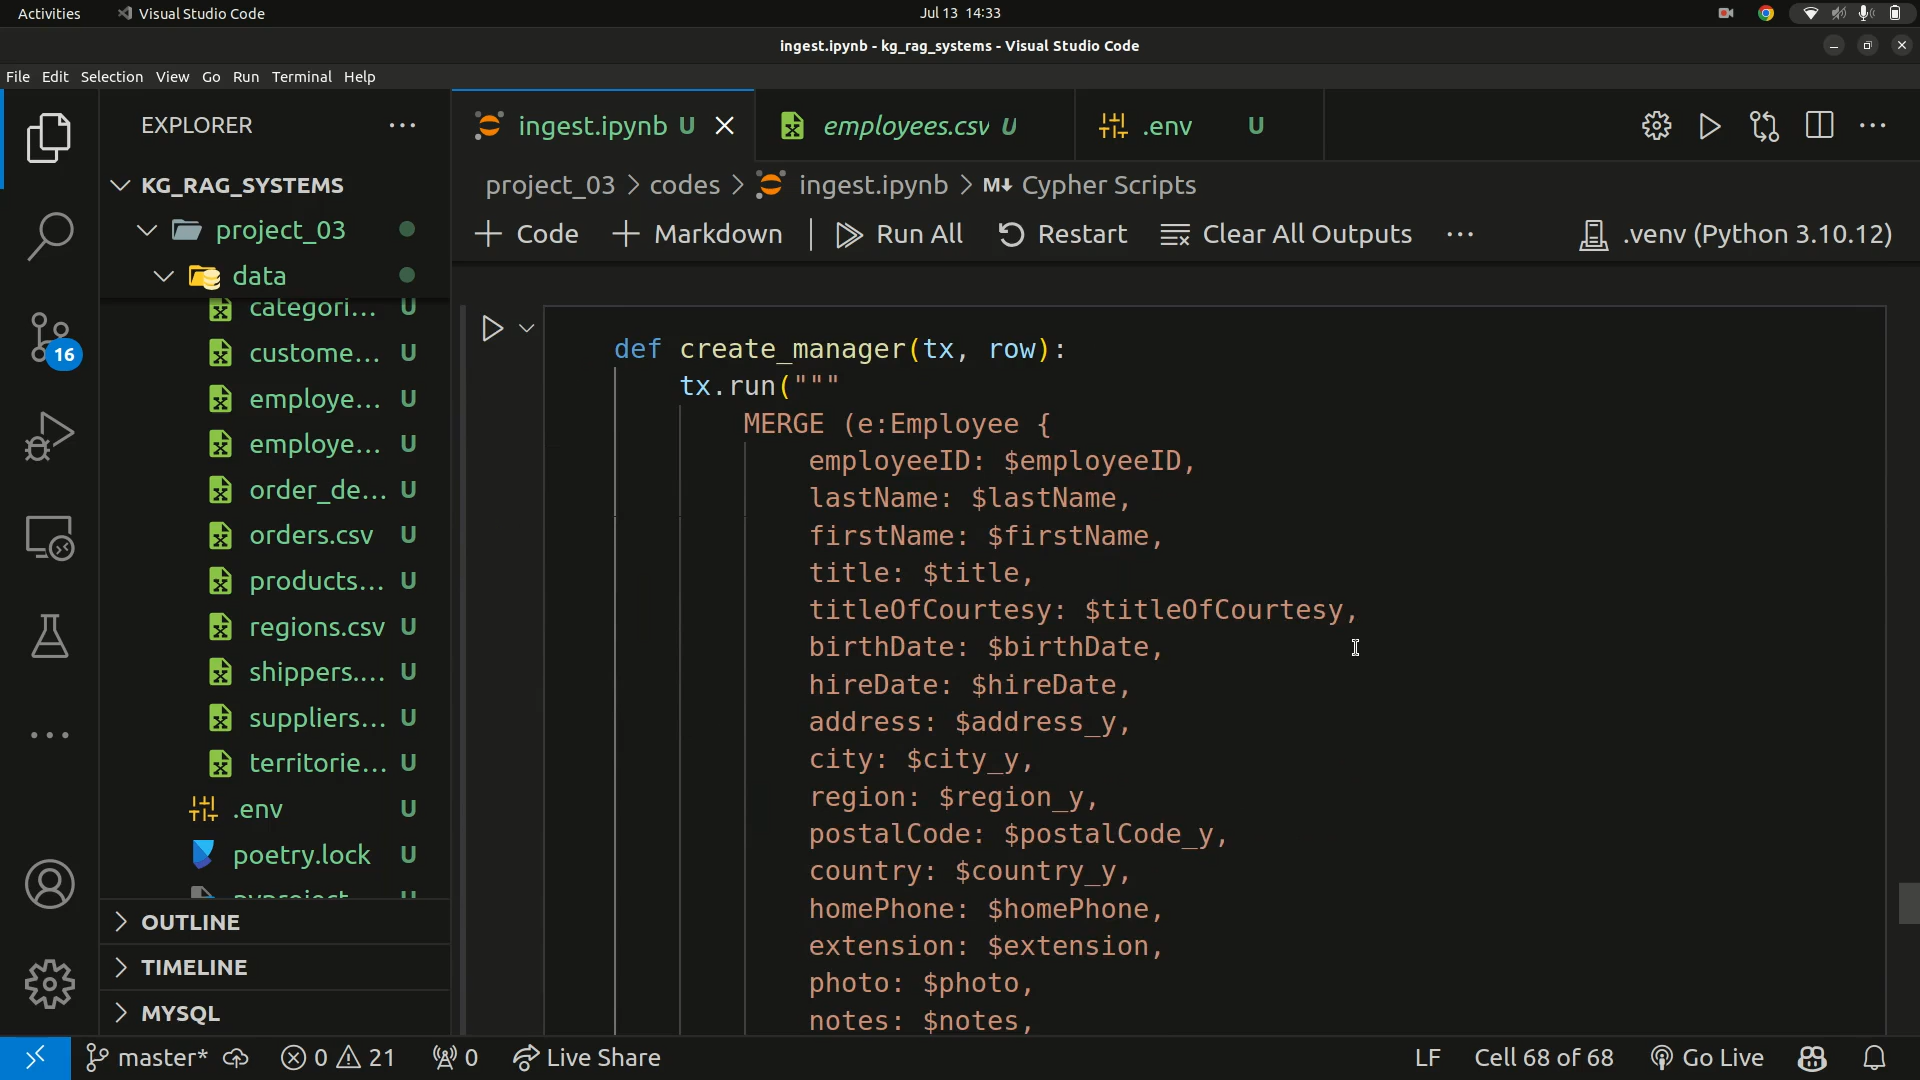 Activities
Visual Studio Code
Jul 13 14:33
ingest.ipynb - kg_rag_systems - Visual Studio Code
File Edit Selection View Go Run Terminal Help
EXPLORER
ingest.ipynb U
employees.csv U
.env U
KG_RAG_SYSTEMS
project_03 > codes > ingest.ipynb > M↓ Cypher Scripts
project_03
data
+ Code + Markdown | Run All Restart Clear All Outputs ...
.venv (Python 3.10.12)
categori... U
custome... U
employe... U
employe... U
order_de... U
orders.csv U
products... U
regions.csv U
shippers.... U
suppliers... U
territorie... U
.env U
poetry.lock U
16
def create_manager(tx, row):
tx.run("""
MERGE (e:Employee {
employeeID: $employeeID,
lastName: $lastName,
firstName: $firstName,
title: $title,
titleOfCourtesy: $titleOfCourtesy,
birthDate: $birthDate,
hireDate: $hireDate,
address: $address_y,
city: $city_y,
region: $region_y,
postalCode: $postalCode_y,
country: $country_y,
homePhone: $homePhone,
extension: $extension,
photo: $photo,
notes: $notes,
OUTLINE
TIMELINE
MYSQL
master* 0 21 0 Live Share
LF Cell 68 of 68 Go Live